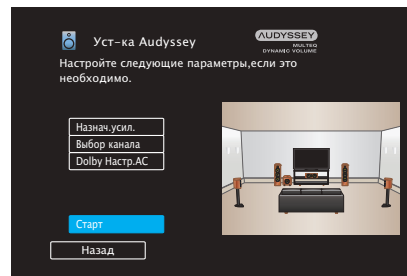 Уст-ка Audyssey
AUDYSSEY
MULTEQ
DYNAMIC VOLUME
Настройте следующие параметры,если это
необходимо.
Назнач.усил.
Выбор канала
Dolby Настр.АС
Старт
Назад